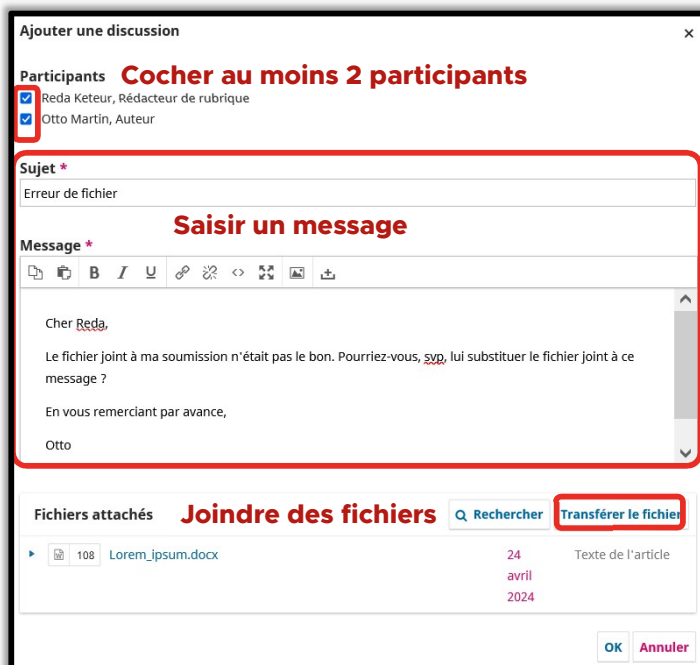 Ajouter une discussion ×
Participants Cocher au moins 2 participants
Reda Keteur, Rédacteur de rubrique
Otto Martin, Auteur
Sujet *
Erreur de fichier
Saisir un message
Message *
B I U
Cher Reda,
Le fichier joint à ma soumission n'était pas le bon. Pourriez-vous, svp, lui substituer le fichier joint à ce
message ?
En vous remerciant par avance,
Otto
Fichiers attachés Joindre des fichiers Rechercher Transférer le fichier
108 Lorem_ipsum.docx 24 Texte de l'article
avril
2024
OK Annuler